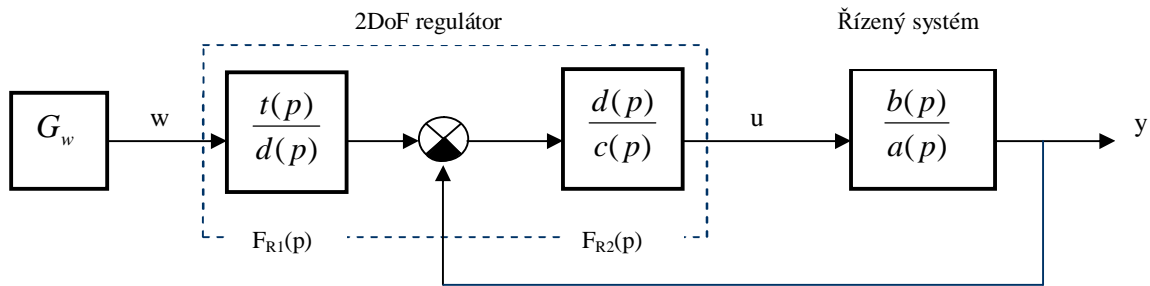 2DoF regulátor
Řízený systém
G_w
w
t(p)
d(p)
d(p)
c(p)
u
b(p)
a(p)
y
F_R1(p)
F_R2(p)